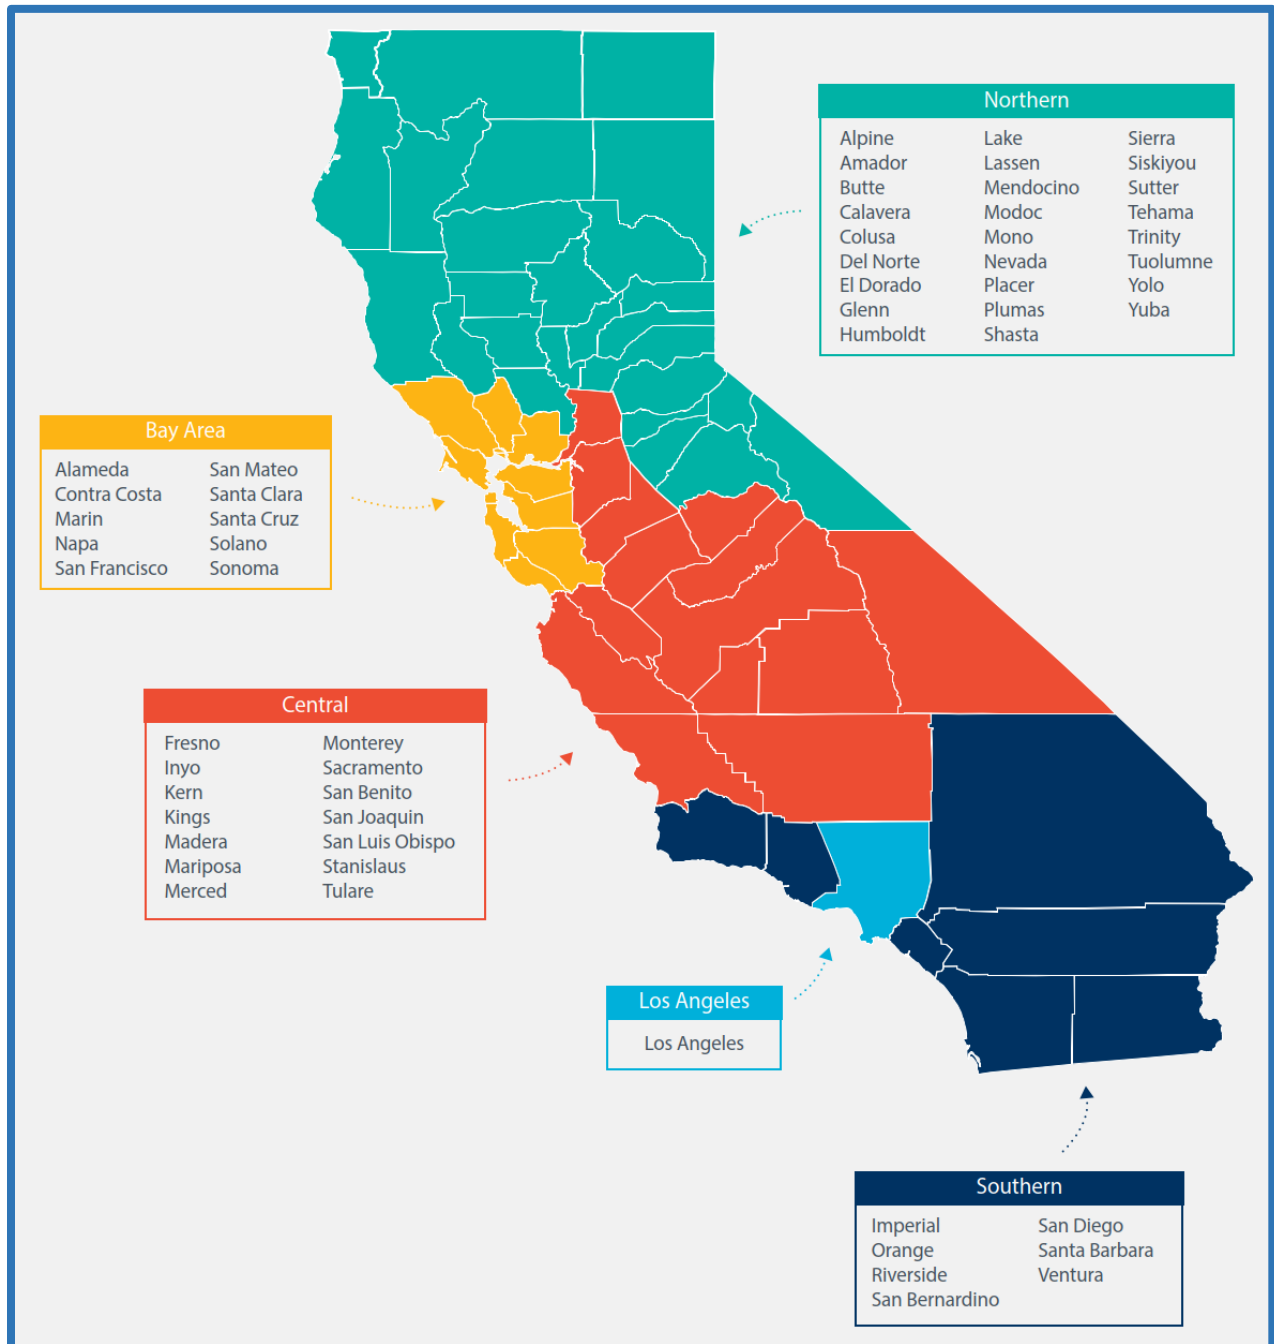 Northern
Alpine Lake Sierra
Amador Lassen Siskiyou
Butte Mendocino Sutter
Calavera Modoc Tehama
Colusa Mono Trinity
Del Norte Nevada Tuolumne
El Dorado Placer Yolo
Glenn Plumas Yuba
Humboldt Shasta
Bay Area
Alameda San Mateo
Contra Costa Santa Clara
Marin Santa Cruz
Napa Solano
San Francisco Sonoma
Central
Fresno Monterey
Inyo Sacramento
Kern San Benito
Kings San Joaquin
Madera San Luis Obispo
Mariposa Stanislaus
Merced Tulare
Los Angeles
Los Angeles
Southern
Imperial San Diego
Orange Santa Barbara
Riverside Ventura
San Bernardino